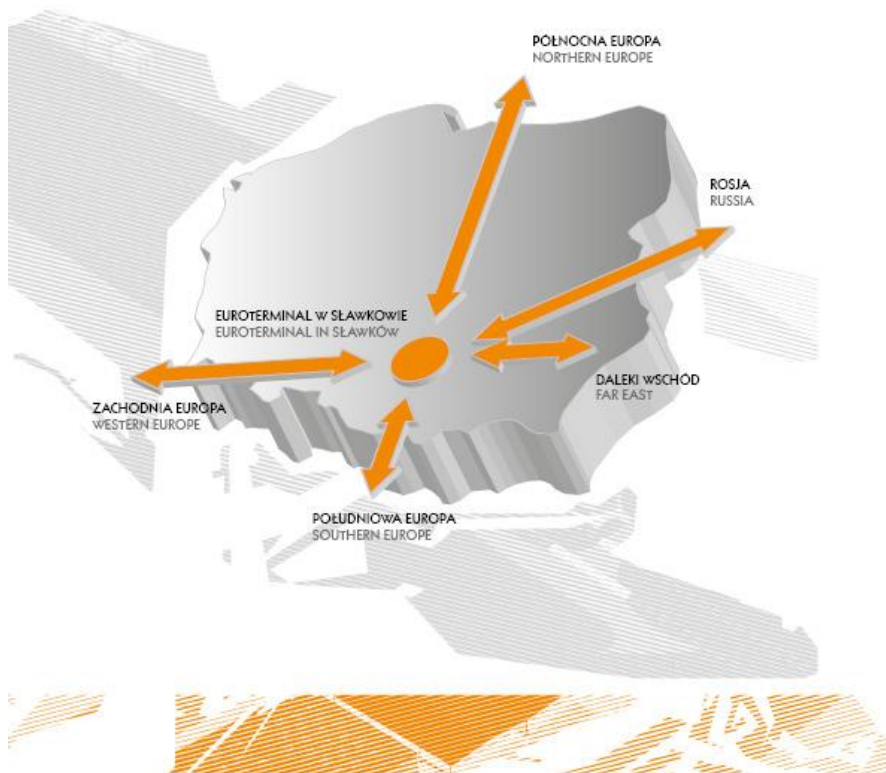 PÓŁNOCNA EUROPA
NORTHERN EUROPE
ROSJA
RUSSIA
EUROTERMINAL W SŁAWKOWIE
EUROTERMINAL IN SŁAWKÓW
DALEKI WSCHÓD
FAR EAST
ZACHODNIA EUROPA
WESTERN EUROPE
POŁUDNIOWA EUROPA
SOUTHERN EUROPE